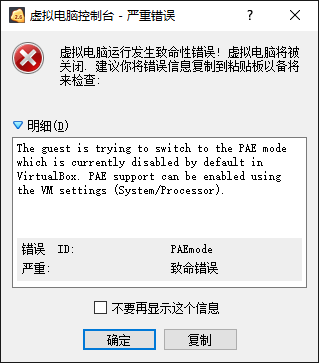 虚拟电脑控制台 - 严重错误
虚拟电脑运行发生致命性错误! 虚拟电脑将被
关闭. 建议你将错误信息复制到粘贴板以备将
来检查:
明细(D)
The guest is trying to switch to the PAE mode
which is currently disabled by default in
VirtualBox. PAE support can be enabled using
the VM settings (System/Processor).
错误 ID: PAEmode
严重: 致命错误
不要再显示这个信息
确定 复制